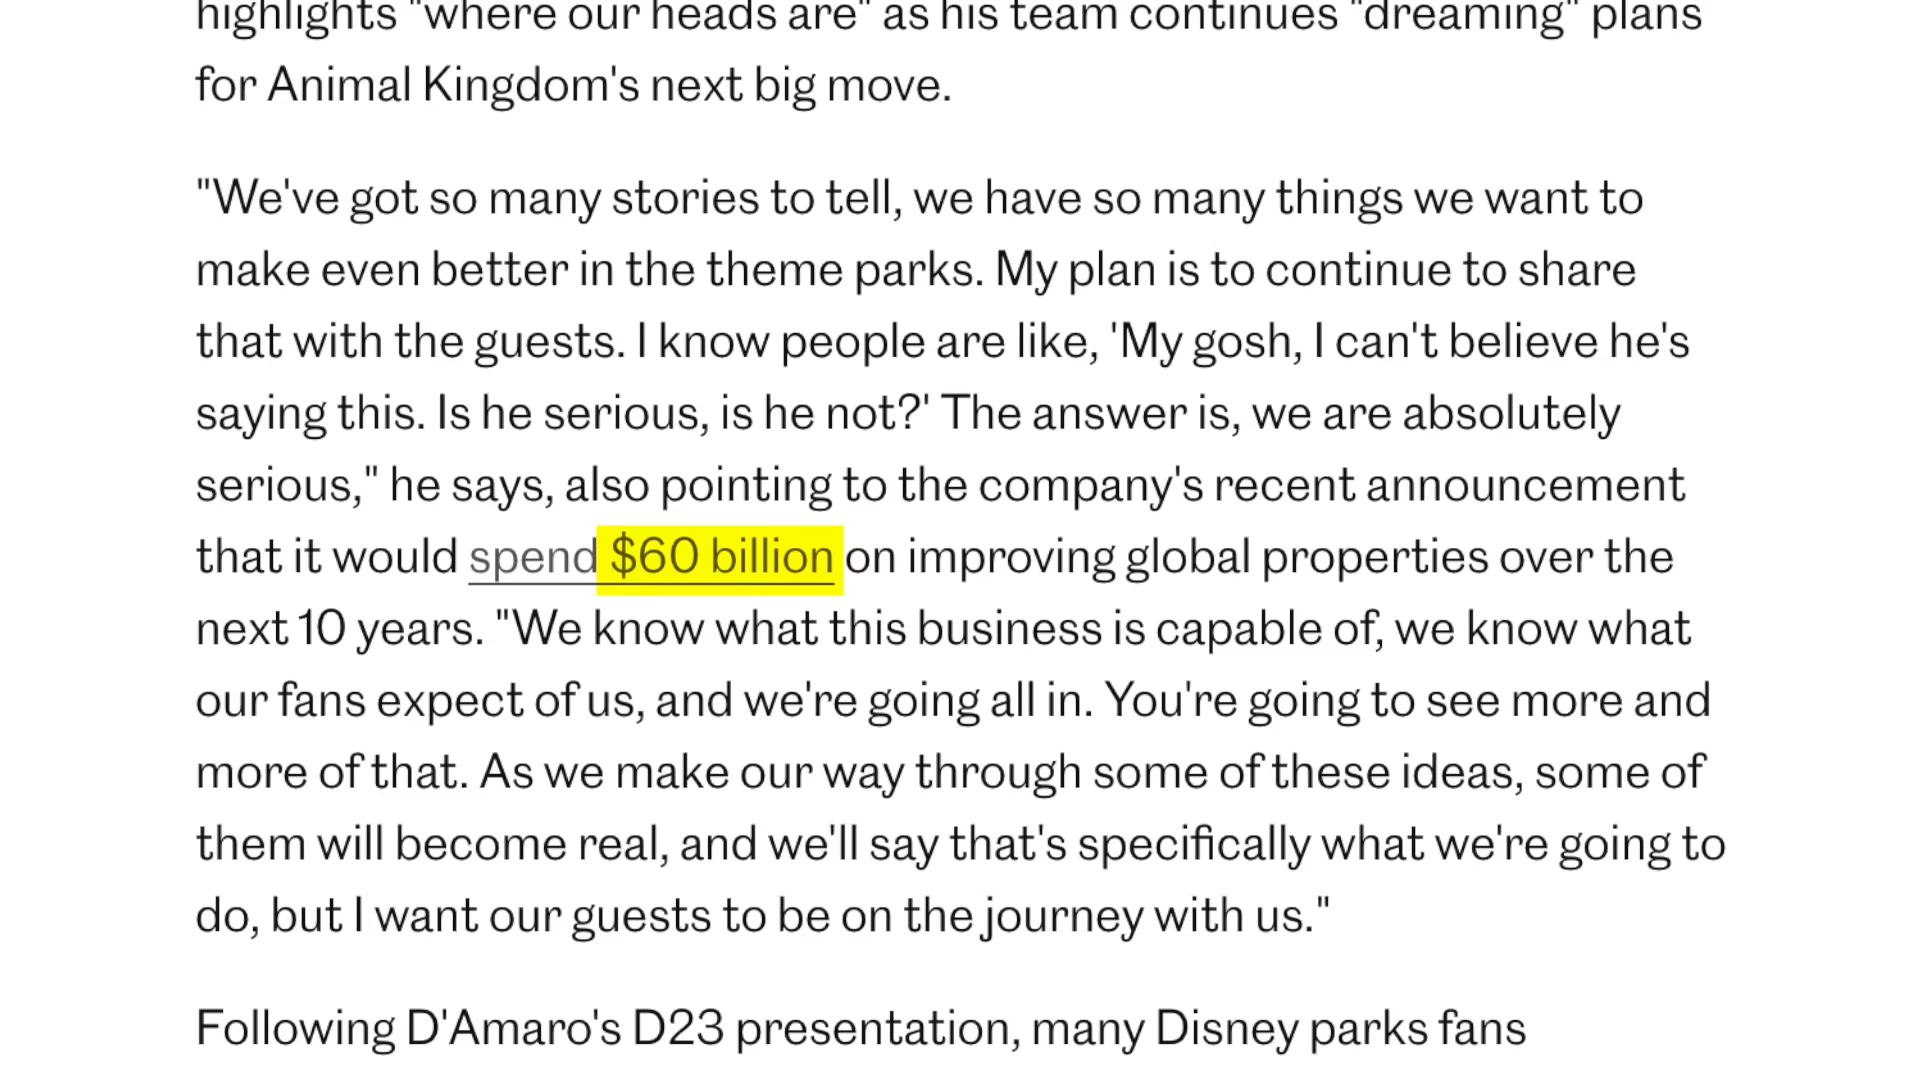 highlights "where our heads are" as his team continues "dreaming" plans
for Animal Kingdom's next big move.
"We've got so many stories to tell, we have so many things we want to
make even better in the theme parks. My plan is to continue to share
that with the guests. I know people are like, 'My gosh, I can't believe he's
saying this. Is he serious, is he not?' The answer is, we are absolutely
serious," he says, also pointing to the company's recent announcement
that it would spend $60 billion on improving global properties over the
next 10 years. "We know what this business is capable of, we know what
our fans expect of us, and we're going all in. You're going to see more and
more of that. As we make our way through some of these ideas, some of
them will become real, and we'll say that's specifically what we're going to
do, but I want our guests to be on the journey with us."
Following D'Amaro's D23 presentation, many Disney parks fans